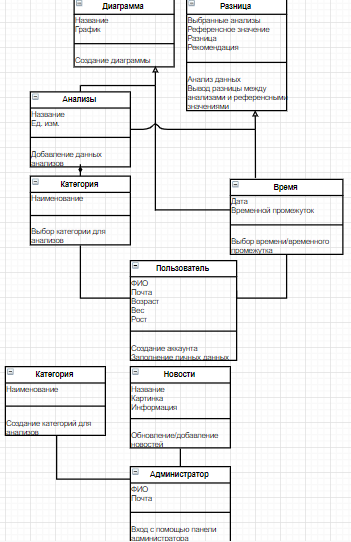 Диаграмма
Название
График
Создание диаграммы
Разница
Выбранные анализы
Референсное значение
Разница
Рекомендация
Анализ данных
Вывод разницы между
анализами и референсными
значениями
Анализы
Название
Ед. изм.
Добавление данных
анализов
Категория
Наименование
Выбор категории для
анализов
Время
Дата
Временной промежуток
Выбор времени/временного
промежутка
Пользователь
ФИО
Почта
Возраст
Вес
Рост
Создание аккаунта
Заполнение личных данных
Категория
Наименование
Создание категорий для
анализов
Новости
Название
Картинка
Информация
Обновление/добавление
новостей
Администратор
ФИО
Почта
Вход с помощью панели
администратора